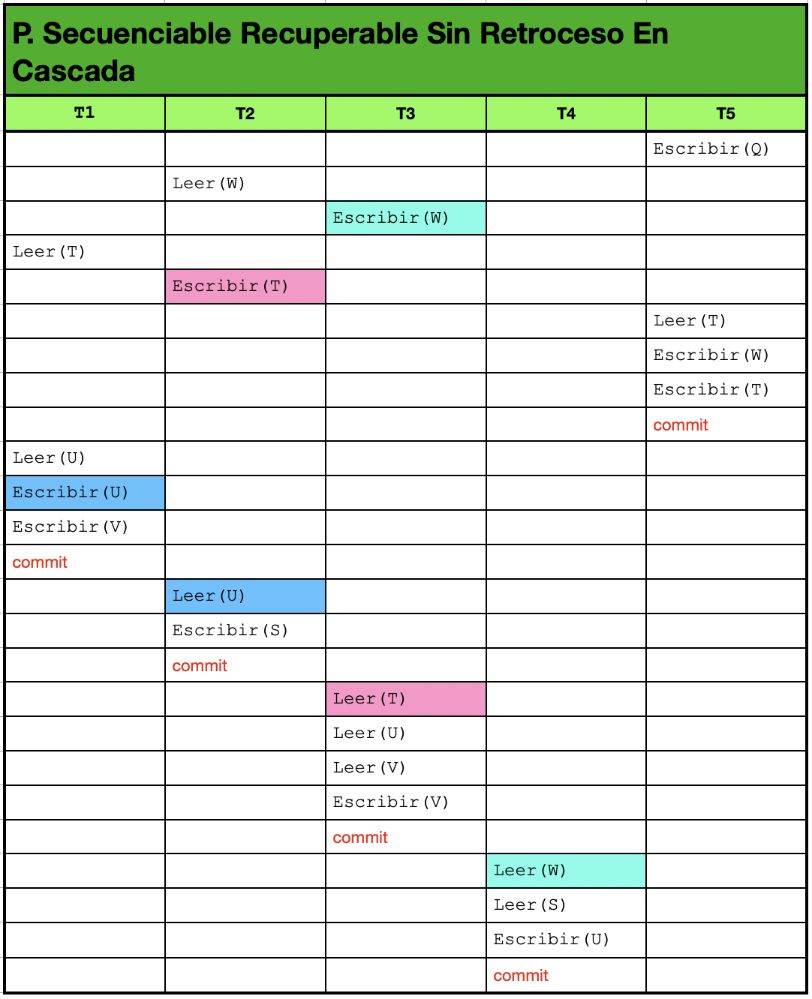 P. Secuenciable Recuperable Sin Retroceso En
Cascada
T1 T2 T3 T4 T5
Escribir(Q)
Leer(W)
Escribir(W)
Leer(T)
Escribir(T)
Leer(T)
Escribir(W)
Escribir(T)
commit
Leer(U)
Escribir(U)
Escribir(V)
commit
Leer(U)
Escribir(S)
commit
Leer(T)
Leer(U)
Leer(V)
Escribir(V)
commit
Leer(W)
Leer(S)
Escribir(U)
commit